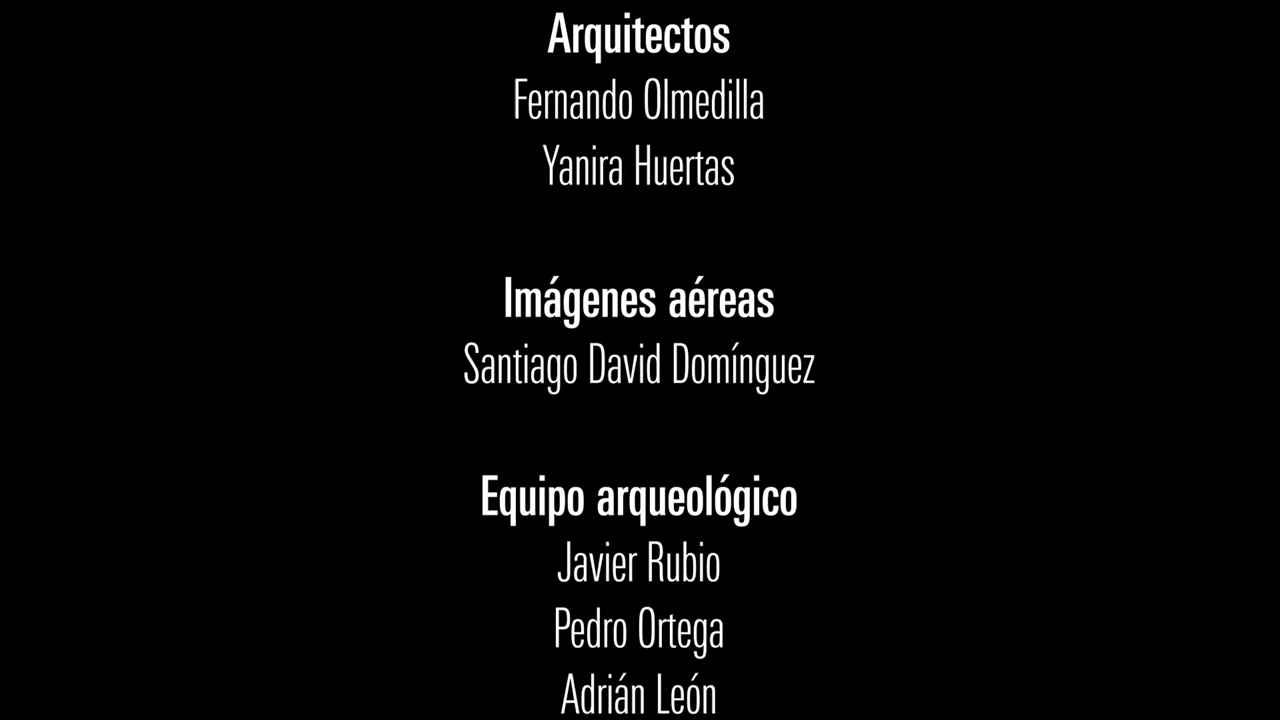 Arquitectos
Fernando Olmedilla
Yanira Huertas
Imágenes aéreas
Santiago David Domínguez
Equipo arqueológico
Javier Rubio
Pedro Ortega
Adrián León